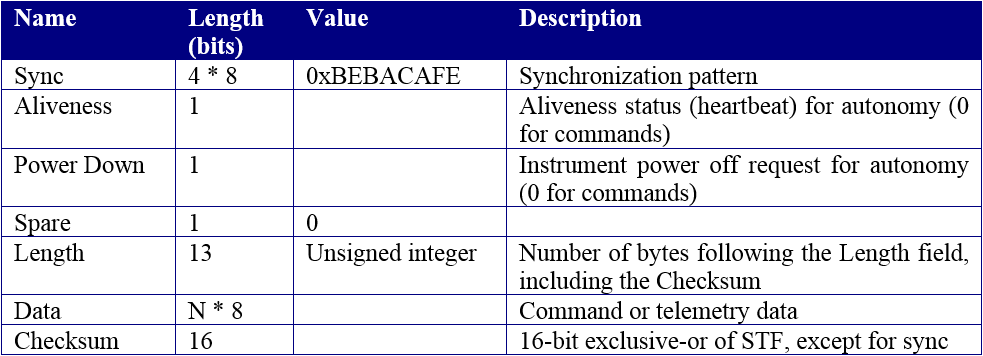 Name Length (bits) Value Description
Sync 4 * 8 0xBEBACAFE Synchronization pattern
Aliveness 1 Aliveness status (heartbeat) for autonomy (0
for commands)
Power Down 1 Instrument power off request for autonomy
(0 for commands)
Spare 1 0
Length 13 Unsigned integer Number of bytes following the Length field,
including the Checksum
Data N * 8 Command or telemetry data
Checksum 16 16-bit exclusive-or of STF, except for sync